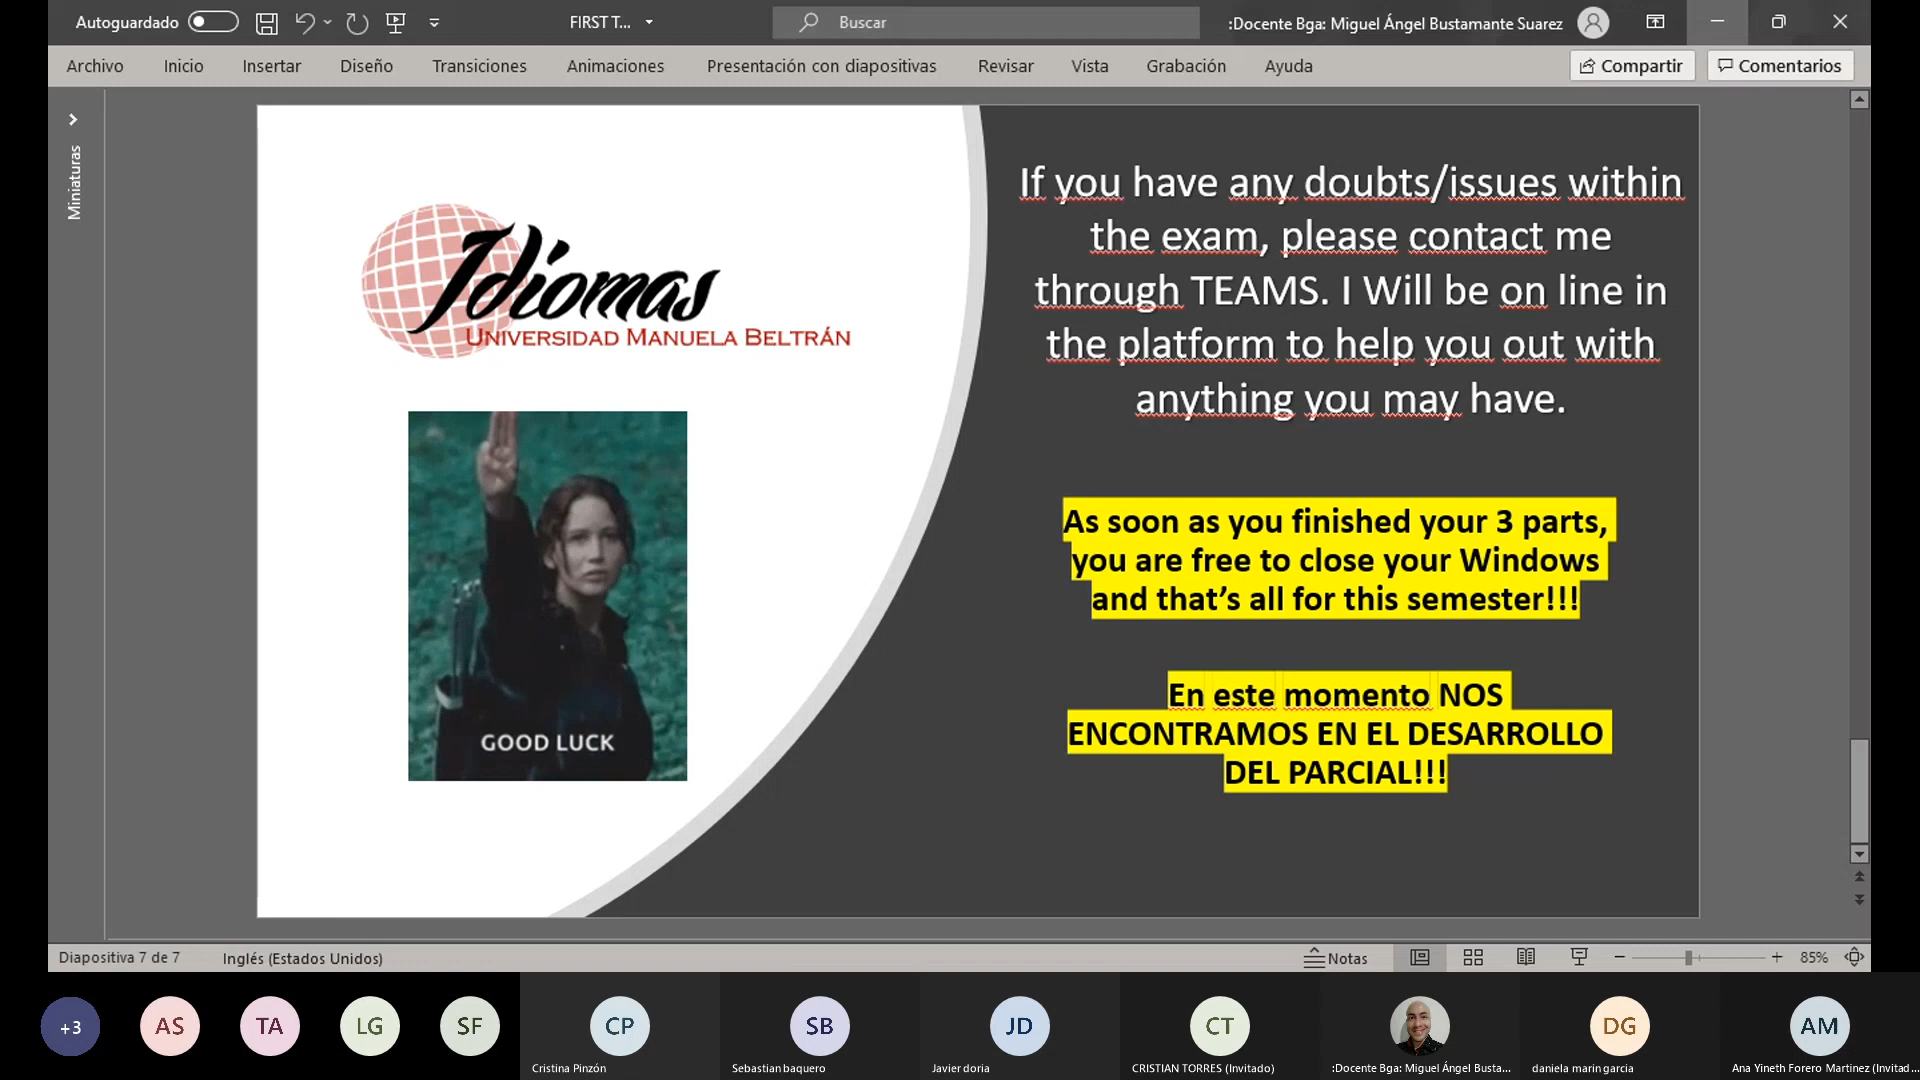 Autoguardado
FIRST T...
Buscar
:Docente Bga: Miguel Ángel Bustamante Suarez
Archivo Inicio Insertar Diseño Transiciones Animaciones Presentación con diapositivas Revisar Vista Grabación Ayuda
Compartir Comentarios
Miniaturas
Idiomas
UNIVERSIDAD MANUELA BELTRÁN
GOOD LUCK
If you have any doubts/issues within
the exam, please contact me
through TEAMS. I Will be on line in
the platform to help you out with
anything you may have.
As soon as you finished your 3 parts,
you are free to close your Windows
and that’s all for this semester!!!
En este momento NOS
ENCONTRAMOS EN EL DESARROLLO
DEL PARCIAL!!!
Diapositiva 7 de 7 Inglés (Estados Unidos) Notas 85%
+3 AS TA LG SF CP SB JD CT DG AM
Cristina Pinzón Sebastian baquero Javier doria CRISTIAN TORRES (Invitado) :Docente Bga: Miguel Ángel Busta... daniela marin garcia Ana Yineth Forero Martinez (Invitad...